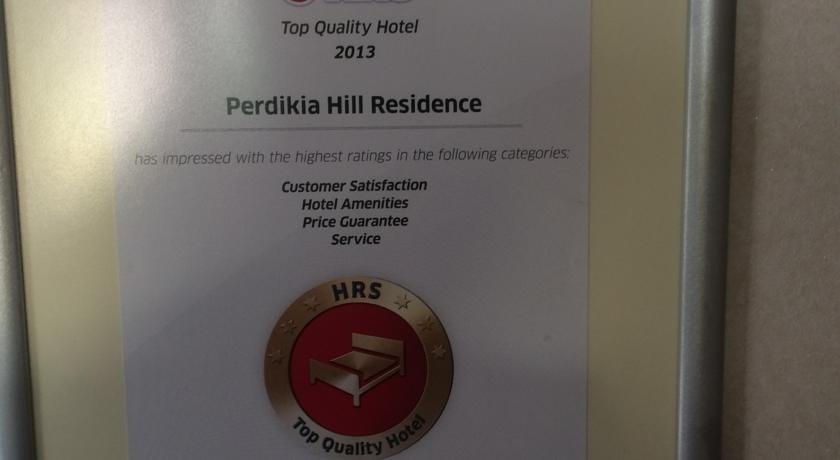 Top Quality Hotel
2013
Perdikia Hill Residence
has impressed with the highest ratings in the following categories:
Customer Satisfaction
Hotel Amenities
Price Guarantee
Service
HRS
Top Quality Hotel